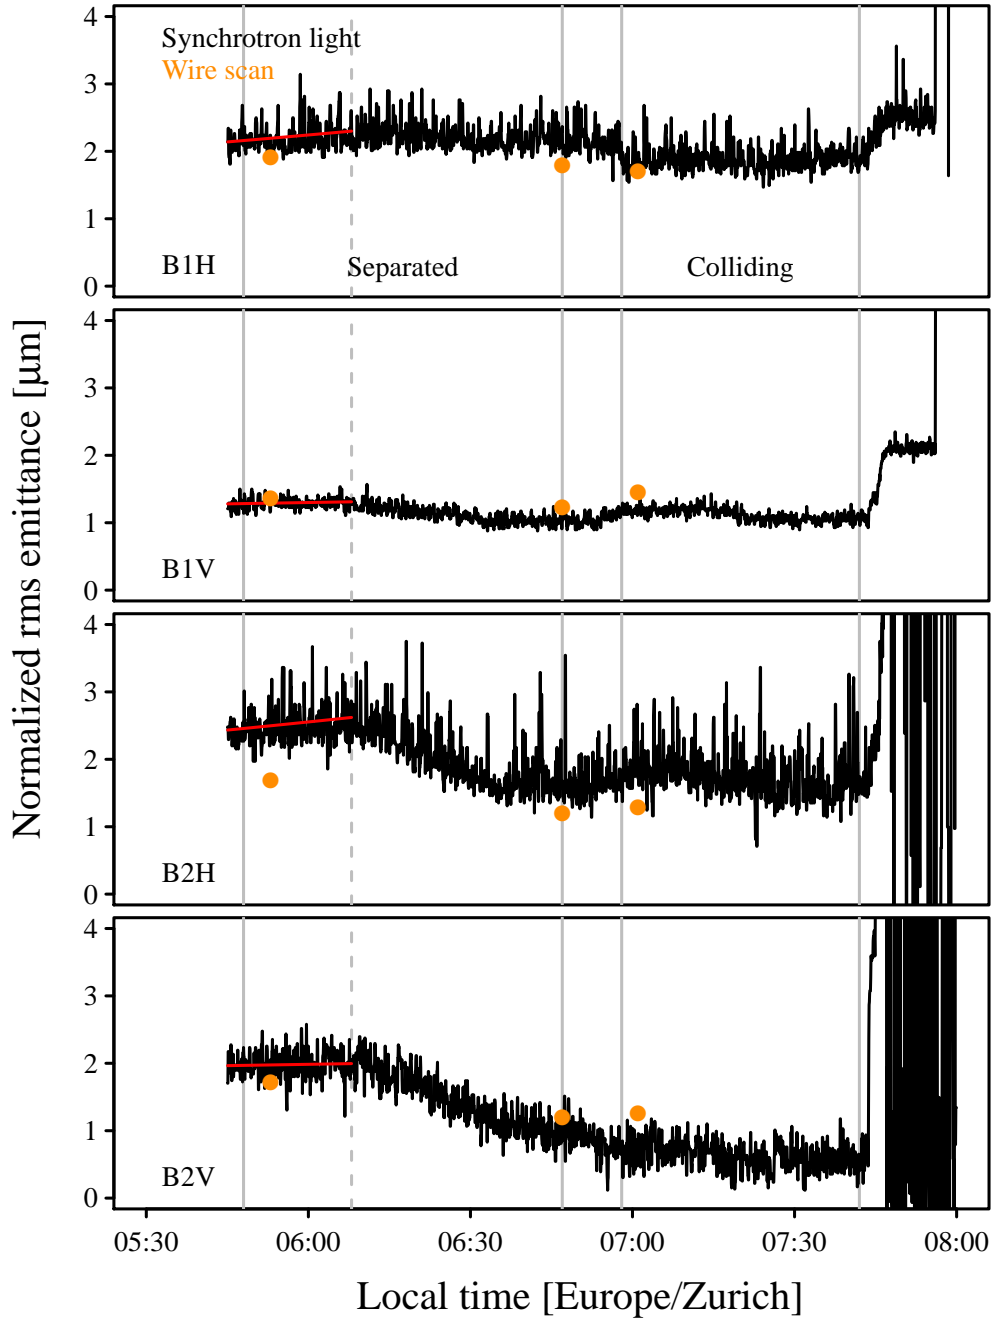 Normalized rms emittance [μm]
Synchrotron light
Wire scan
4
3
2
1
0
B1H
Separated
Colliding
4
3
2
1
0
B1V
4
3
2
1
0
B2H
4
3
2
1
0
B2V
05:30 06:00 06:30 07:00 07:30 08:00
Local time [Europe/Zurich]